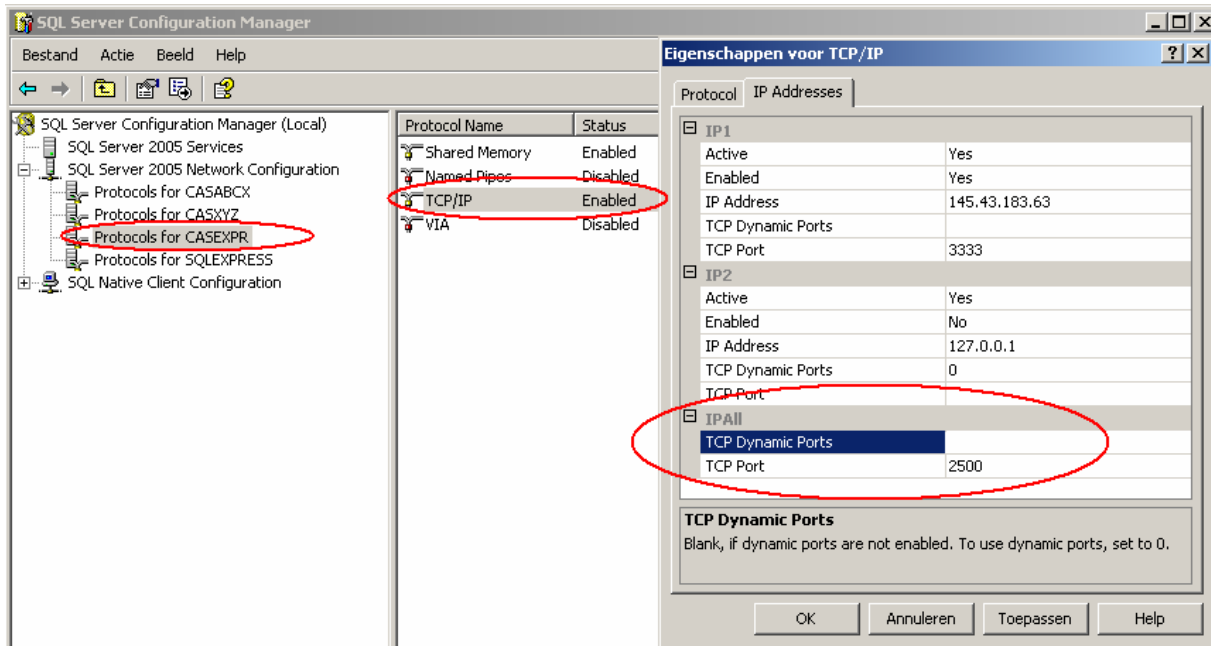 SQL Server Configuration Manager
Bestand Actie Beeld Help
SQL Server Configuration Manager (Local)
SQL Server 2005 Services
SQL Server 2005 Network Configuration
Protocols for CASABCX
Protocols for CASXYZ
Protocols for CASEXPR
Protocols for SQLEXPRESS
SQL Native Client Configuration
Protocol Name Status
Shared Memory Enabled
Named Pipes Disabled
TCP/IP Enabled
VIA Disabled
Eigenschappen voor TCP/IP
Protocol IP Addresses
IP1
Active Yes
Enabled Yes
IP Address 145.43.183.63
TCP Dynamic Ports
TCP Port 3333
IP2
Active Yes
Enabled No
IP Address 127.0.0.1
TCP Dynamic Ports 0
TCP Port
IPAll
TCP Dynamic Ports
TCP Port 2500
TCP Dynamic Ports
Blank, if dynamic ports are not enabled. To use dynamic ports, set to 0.
OK Annuleren Toepassen Help